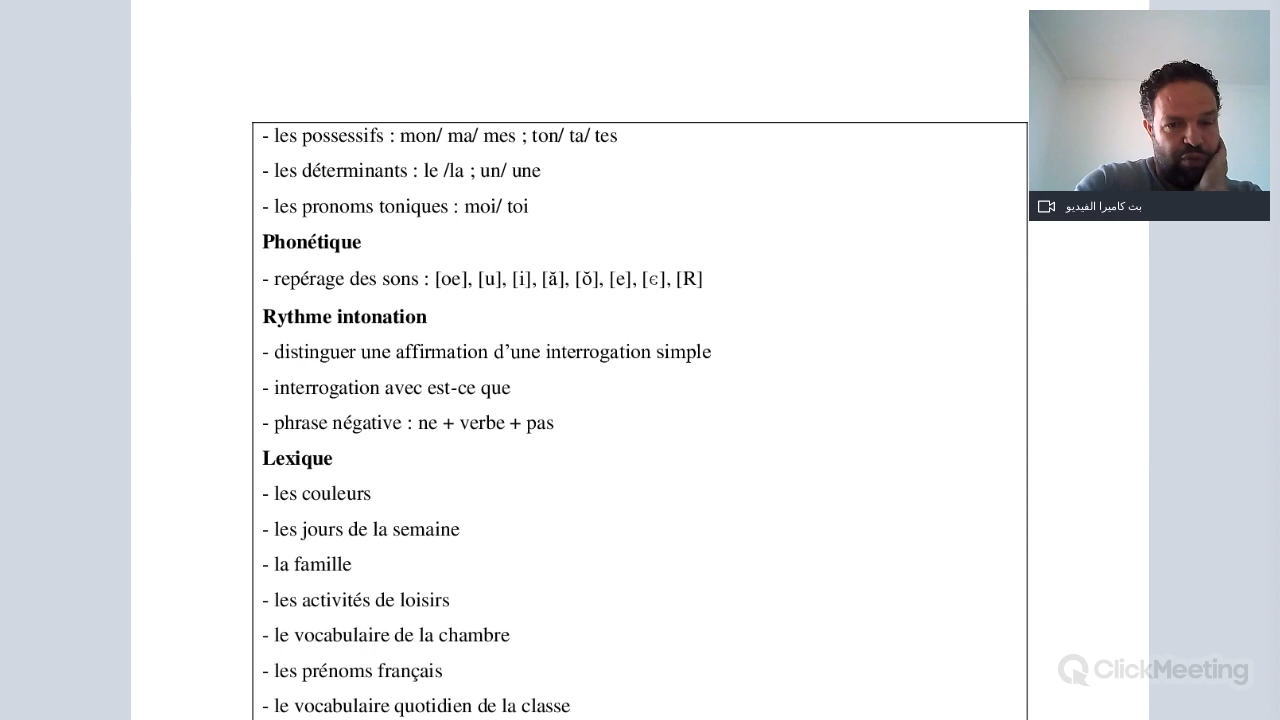 - les possessifs : mon/ ma/ mes ; ton/ ta/ tes
- les déterminants : le /la ; un/ une
- les pronoms toniques : moi/ toi
Phonétique
- repérage des sons : [oe], [u], [i], [ă], [ŏ], [e], [є], [R]
Rythme intonation
- distinguer une affirmation d’une interrogation simple
- interrogation avec est-ce que
- phrase négative : ne + verbe + pas
Lexique
- les couleurs
- les jours de la semaine
- la famille
- les activités de loisirs
- le vocabulaire de la chambre
- les prénoms français
- le vocabulaire quotidien de la classe
بث كاميرا الفيديو
ClickMeeting